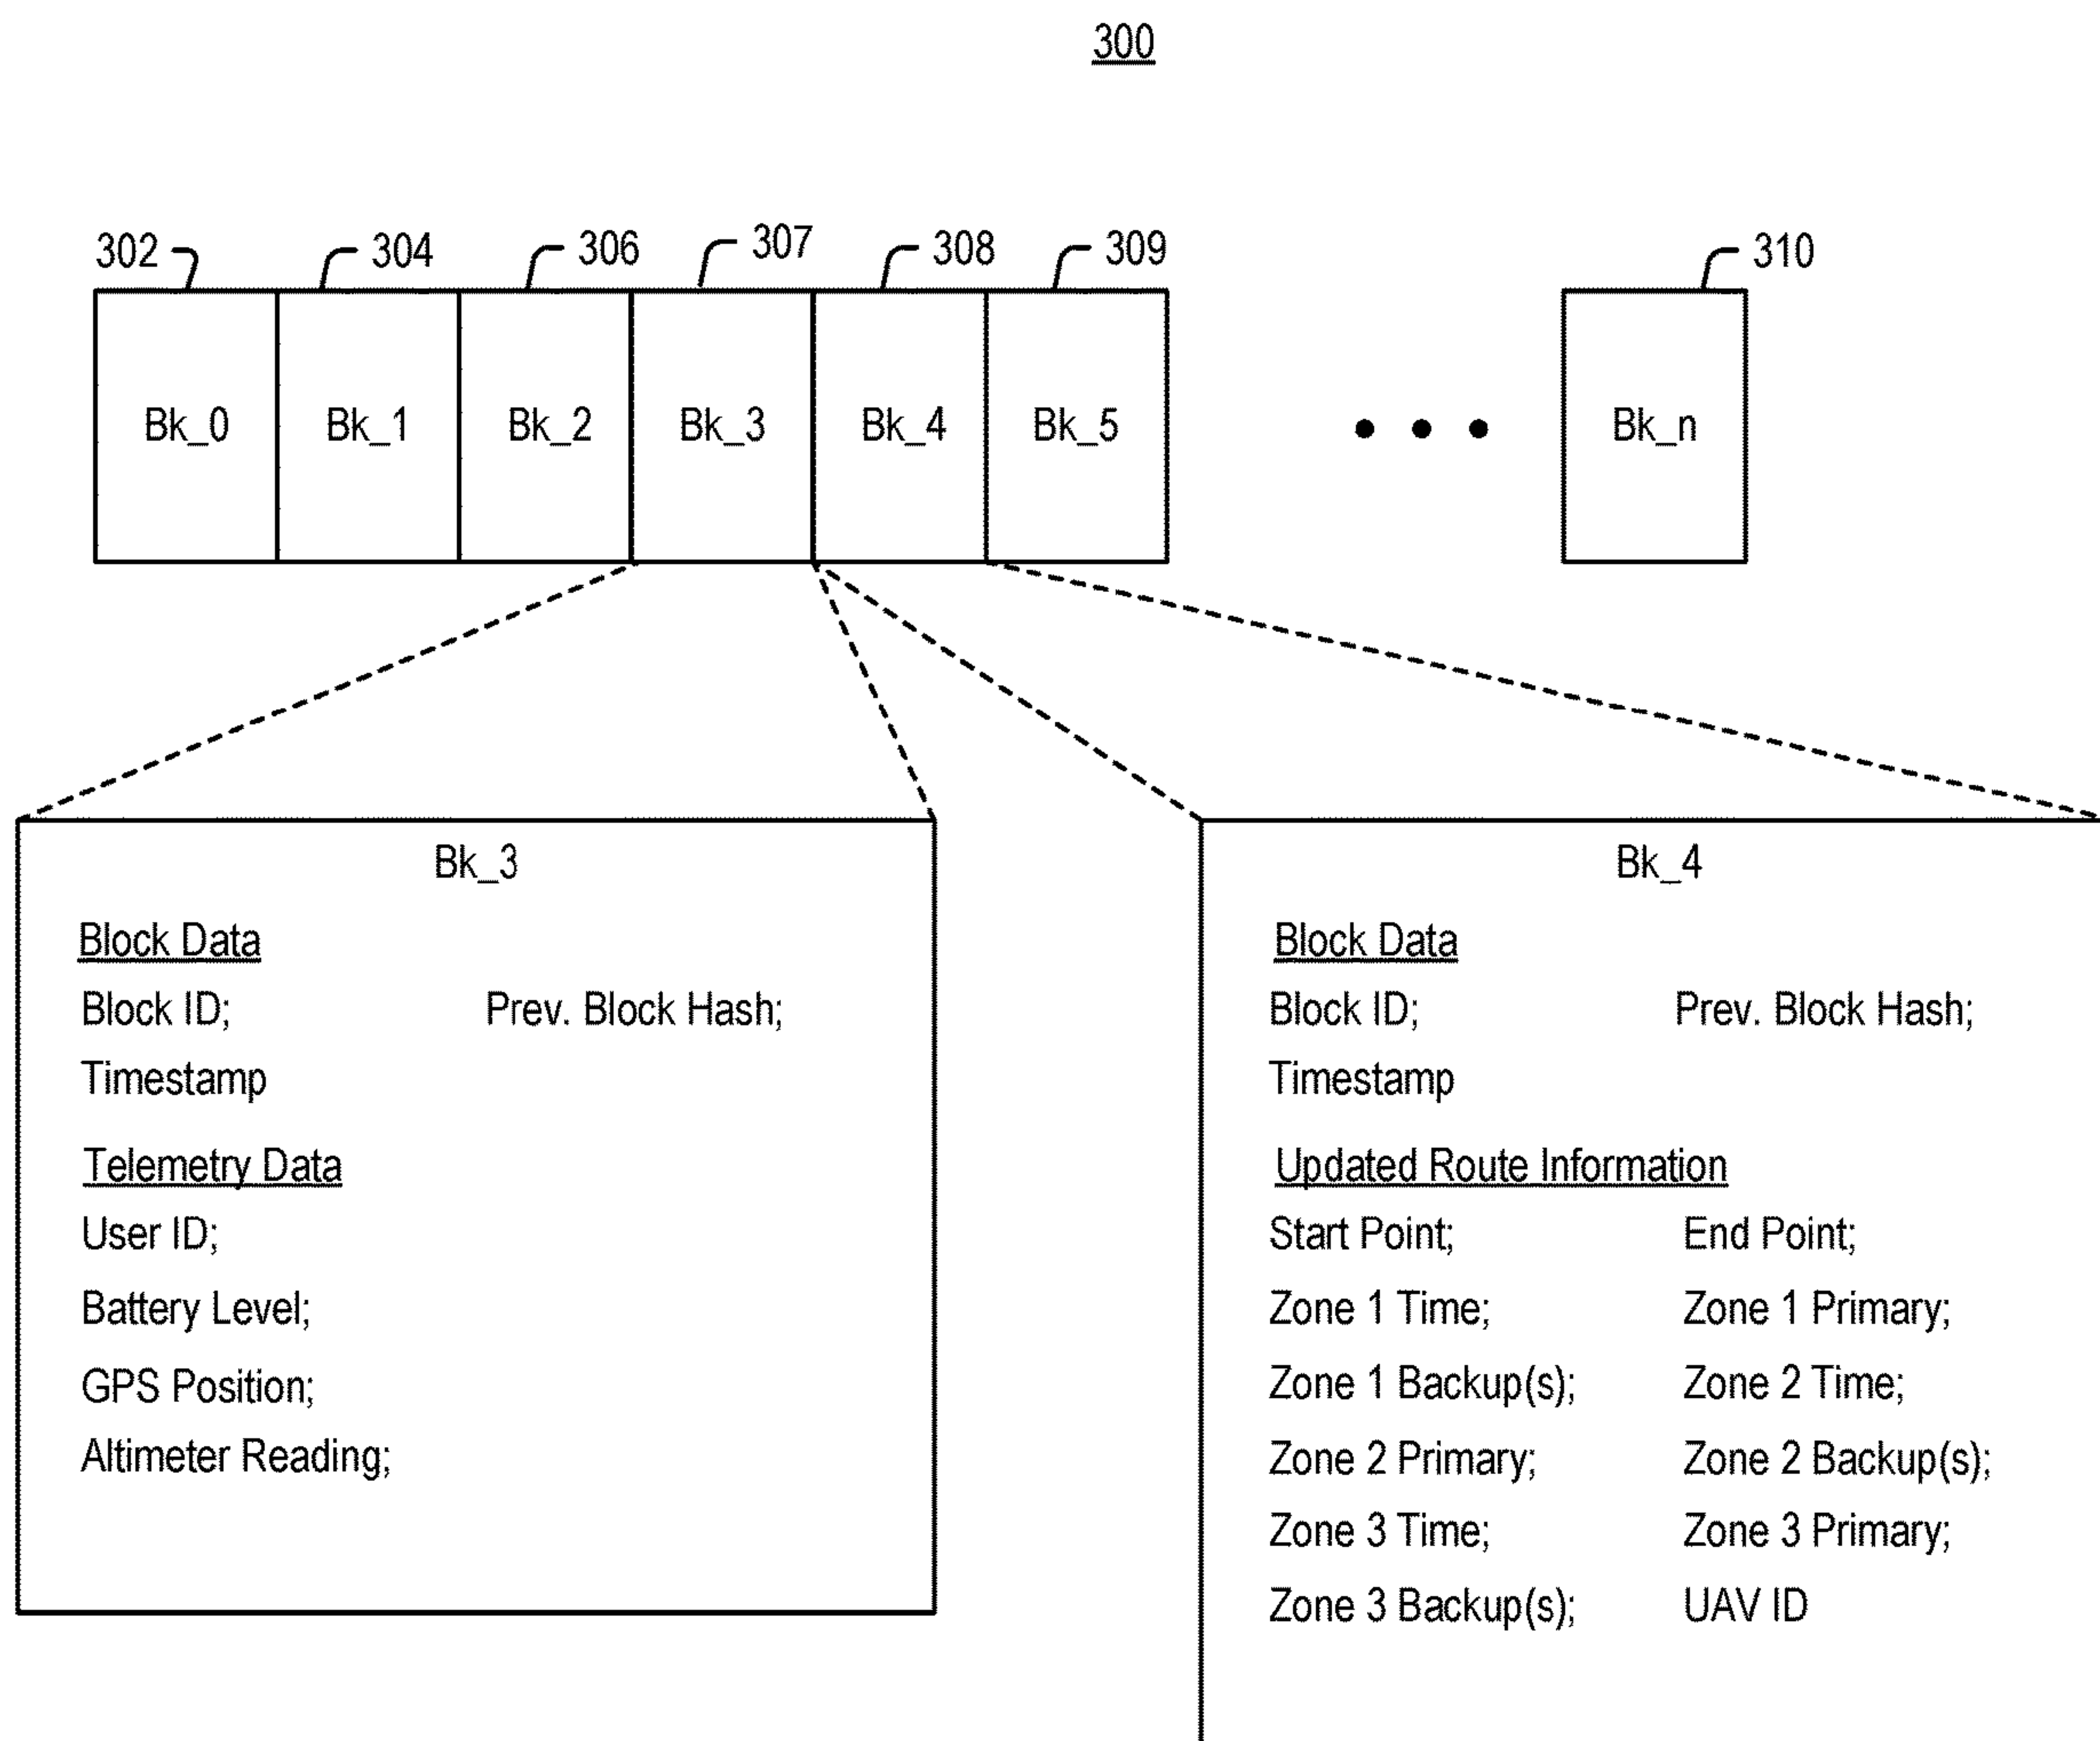 300
302 304 306 307 308 309 310
Bk_0 Bk_1 Bk_2 Bk_3 Bk_4 Bk_5 Bk_n
Bk_3
Block Data
Block ID; Prev. Block Hash;
Timestamp
Telemetry Data
User ID;
Battery Level;
GPS Position;
Altimeter Reading;
Bk_4
Block Data
Block ID; Prev. Block Hash;
Timestamp
Updated Route Information
Start Point; End Point;
Zone 1 Time; Zone 1 Primary;
Zone 1 Backup(s); Zone 2 Time;
Zone 2 Primary; Zone 2 Backup(s);
Zone 3 Time; Zone 3 Primary;
Zone 3 Backup(s); UAV ID